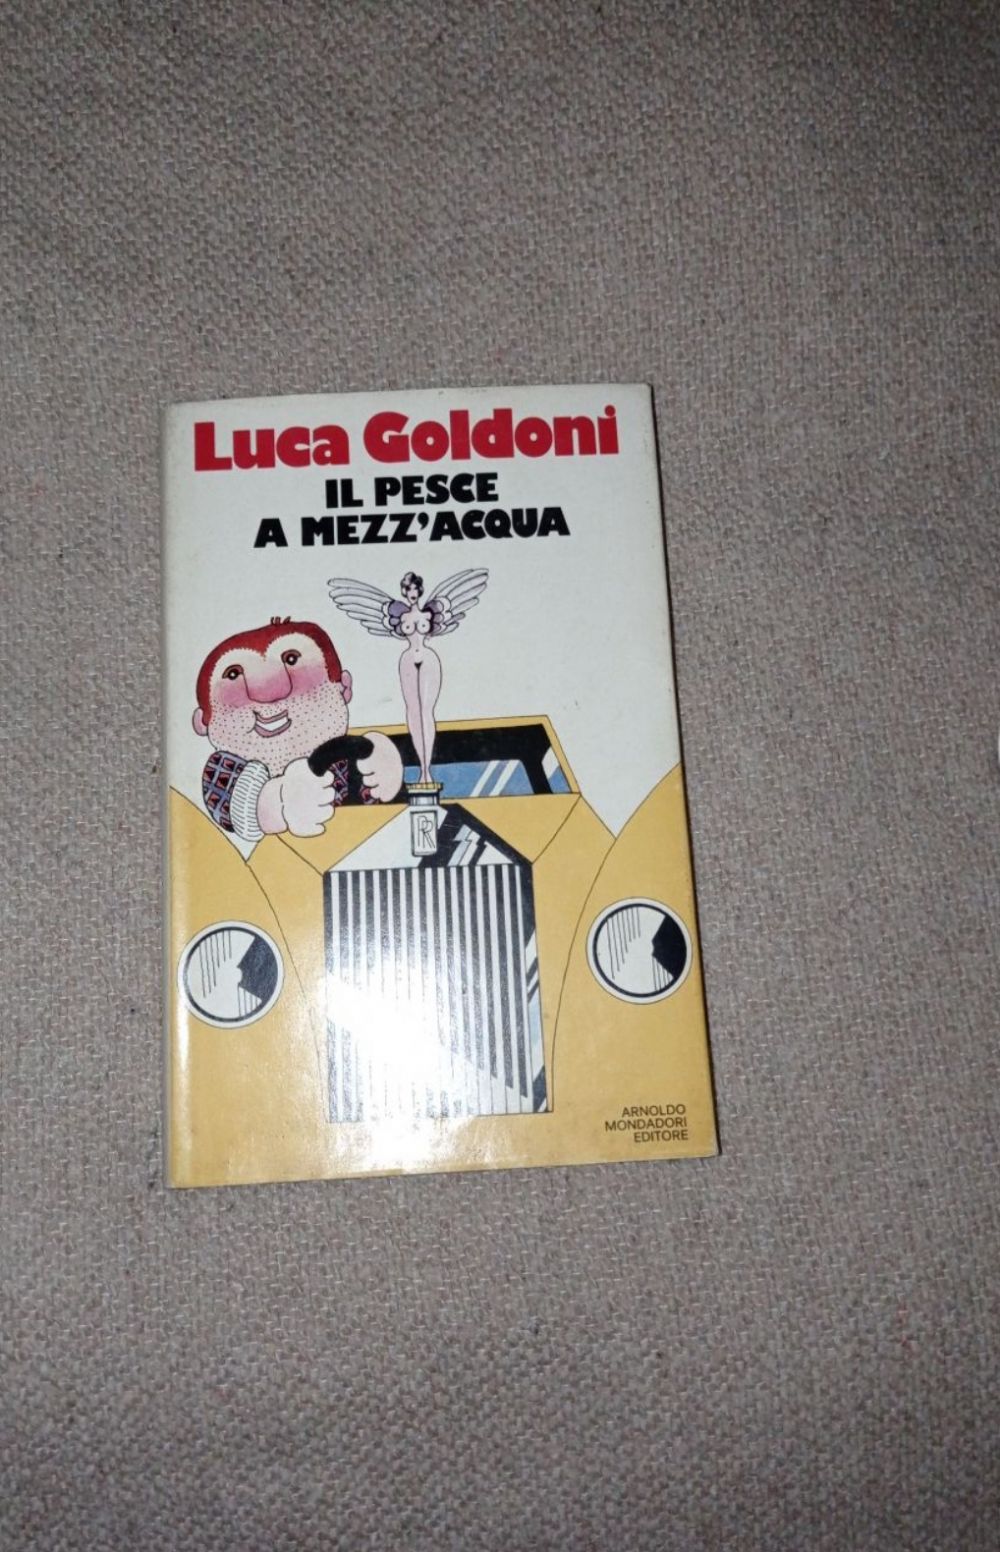 Luca Goldoni
IL PESCE
A MEZZ'ACQUA
RR
ARNOLDO
MONDADORI
EDITORE